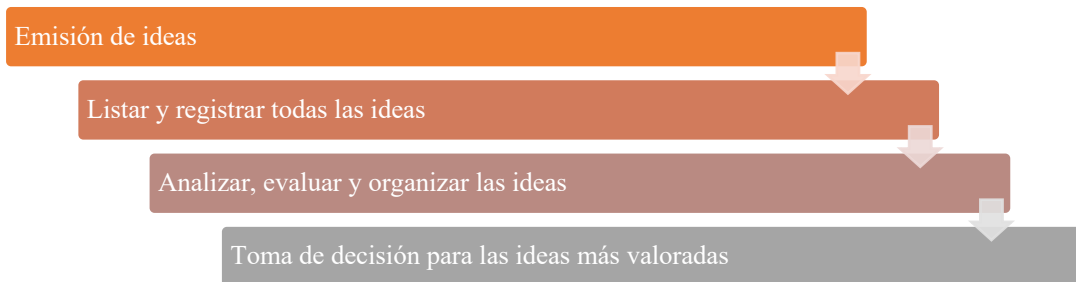 Emisión de ideas
Listar y registrar todas las ideas
Analizar, evaluar y organizar las ideas
Toma de decisión para las ideas más valoradas